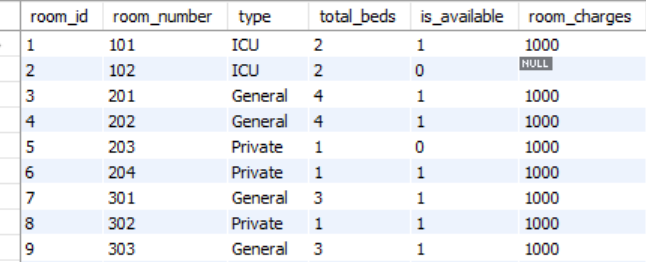 room_id room_number type total_beds is_available room_charges
1 101 ICU 2 1 1000
2 102 ICU 2 0 NULL
3 201 General 4 1 1000
4 202 General 4 1 1000
5 203 Private 1 0 1000
6 204 Private 1 1 1000
7 301 General 3 1 1000
8 302 Private 1 1 1000
9 303 General 3 1 1000